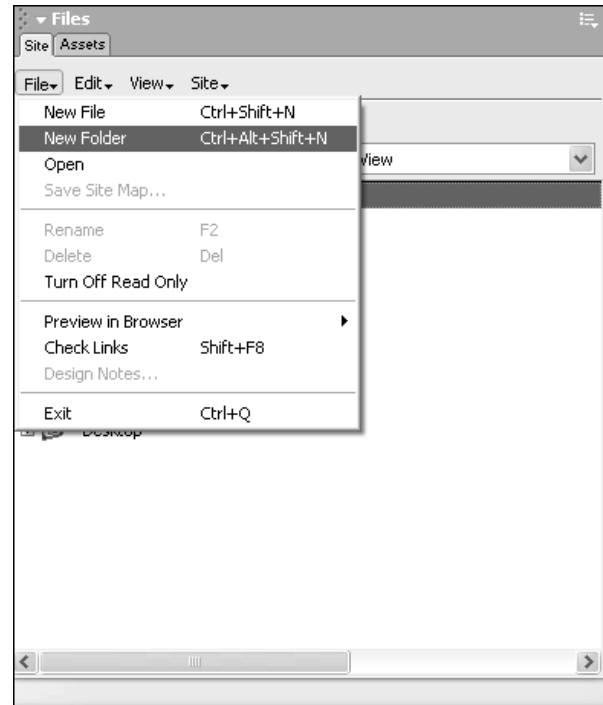 Files
Site Assets
File Edit View Site
New File Ctrl+Shift+N
New Folder Ctrl+Alt+Shift+N
Open
View
Save Site Map...
Rename F2
Delete Del
Turn Off Read Only
Preview in Browser
Check Links Shift+F8
Design Notes...
Exit Ctrl+Q
Desktop